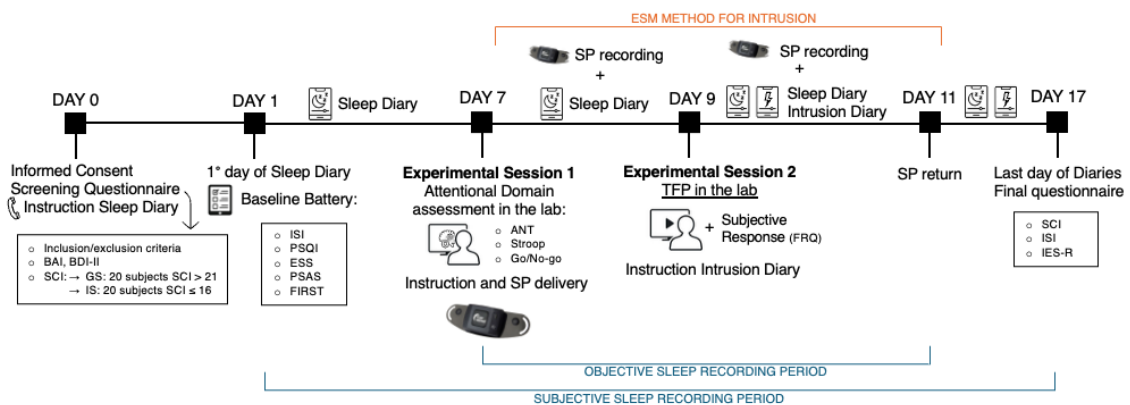 ESM METHOD FOR INTRUSION
SP recording
+
SP recording
+
DAY 0
DAY 1
Sleep Diary
DAY 7
Sleep Diary
DAY 9
Sleep Diary
Intrusion Diary
DAY 11
DAY 17
Informed Consent
Screening Questionnaire
Instruction Sleep Diary
o Inclusion/exclusion criteria
o BAI, BDI-II
o SCI: → GS: 20 subjects SCI > 21
→ IS: 20 subjects SCI ≤ 16
1° day of Sleep Diary
Baseline Battery:
o ISI
o PSQI
o ESS
o PSAS
o FIRST
Experimental Session 1
Attentional Domain
assessment in the lab:
o ANT
o Stroop
o Go/No-go
Instruction and SP delivery
Experimental Session 2
TFP in the lab
+ Subjective
Response (FRQ)
Instruction Intrusion Diary
SP return
Last day of Diaries
Final questionnaire
o SCI
o ISI
o IES-R
OBJECTIVE SLEEP RECORDING PERIOD
SUBJECTIVE SLEEP RECORDING PERIOD